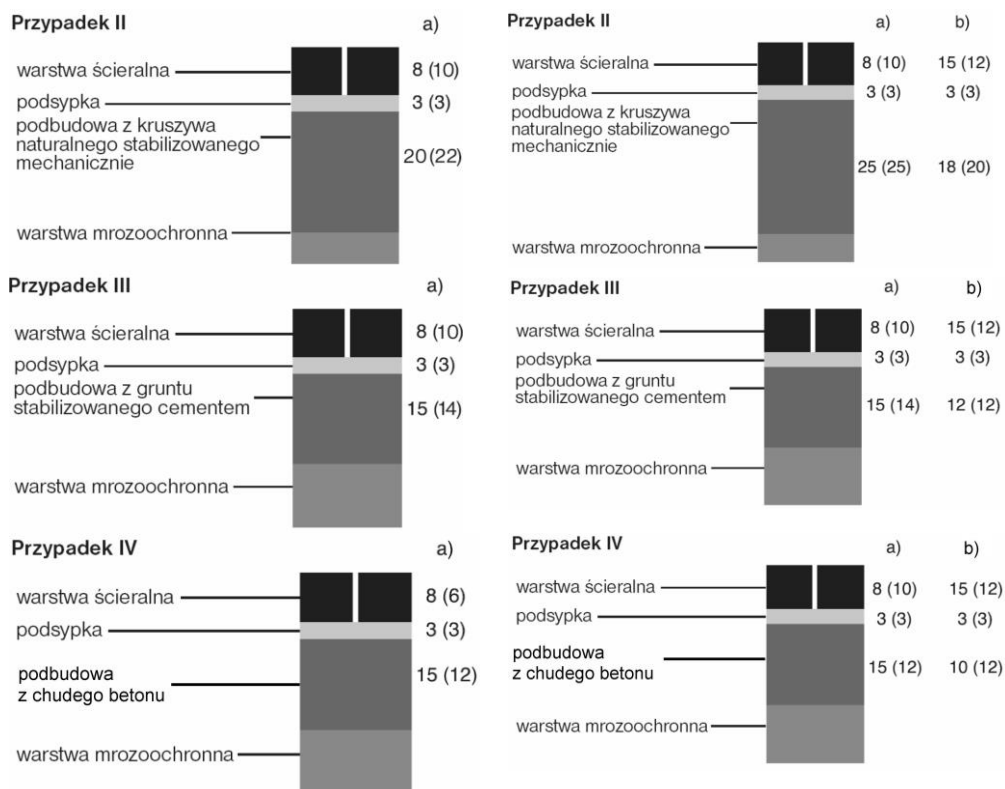 Przypadek II
a)
warstwa ścieralna
8 (10)
podsypka
3 (3)
podbudowa z kruszywa
naturalnego stabilizowanego
mechanicznie
20 (22)
warstwa mrozoochronna
Przypadek III
a)
warstwa ścieralna
8 (10)
podsypka
3 (3)
podbudowa z gruntu
stabilizowanego cementem
15 (14)
warstwa mrozoochronna
Przypadek IV
a)
warstwa ścieralna
8 (6)
podsypka
3 (3)
podbudowa
z chudego betonu
15 (12)
warstwa mrozoochronna
Przypadek II
a) b)
warstwa ścieralna
8 (10) 15 (12)
podsypka
3 (3) 3 (3)
podbudowa z kruszywa
naturalnego stabilizowanego
mechanicznie
25 (25) 18 (20)
warstwa mrozoochronna
Przypadek III
a) b)
warstwa ścieralna
8 (10) 15 (12)
podsypka
3 (3) 3 (3)
podbudowa z gruntu
stabilizowanego cementem
15 (14) 12 (12)
warstwa mrozoochronna
Przypadek IV
a) b)
warstwa ścieralna
8 (10) 15 (12)
podsypka
3 (3) 3 (3)
podbudowa
z chudego betonu
15 (12) 10 (12)
warstwa mrozoochronna